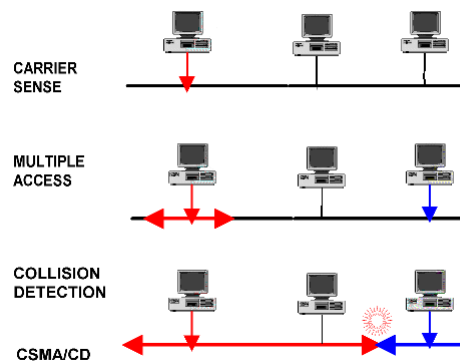 CARRIER
SENSE
MULTIPLE
ACCESS
COLLISION
DETECTION
CSMA/CD